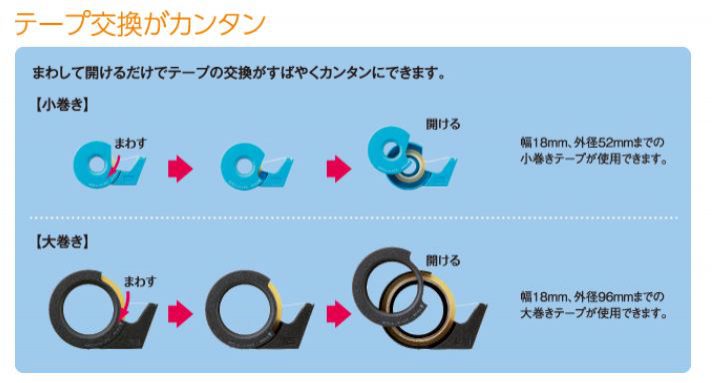 テープ交換がカンタン
まわして開けるだけでテープの交換がすばやくカンタンにできます。
【小巻き】
まわす
開ける
幅18mm、外径52mmまでの
小巻きテープが使用できます。
【大巻き】
まわす
開ける
幅18mm、外径96mmまでの
大巻きテープが使用できます。